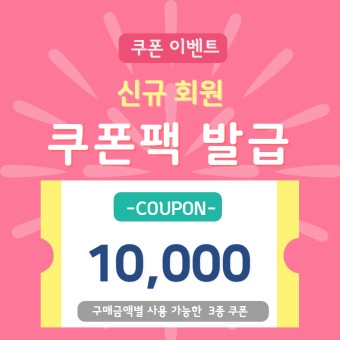 쿠폰 이벤트
신규 회원
쿠폰팩 발급
-COUPON-
10,000
구매금액별 사용 가능한 3종 쿠폰